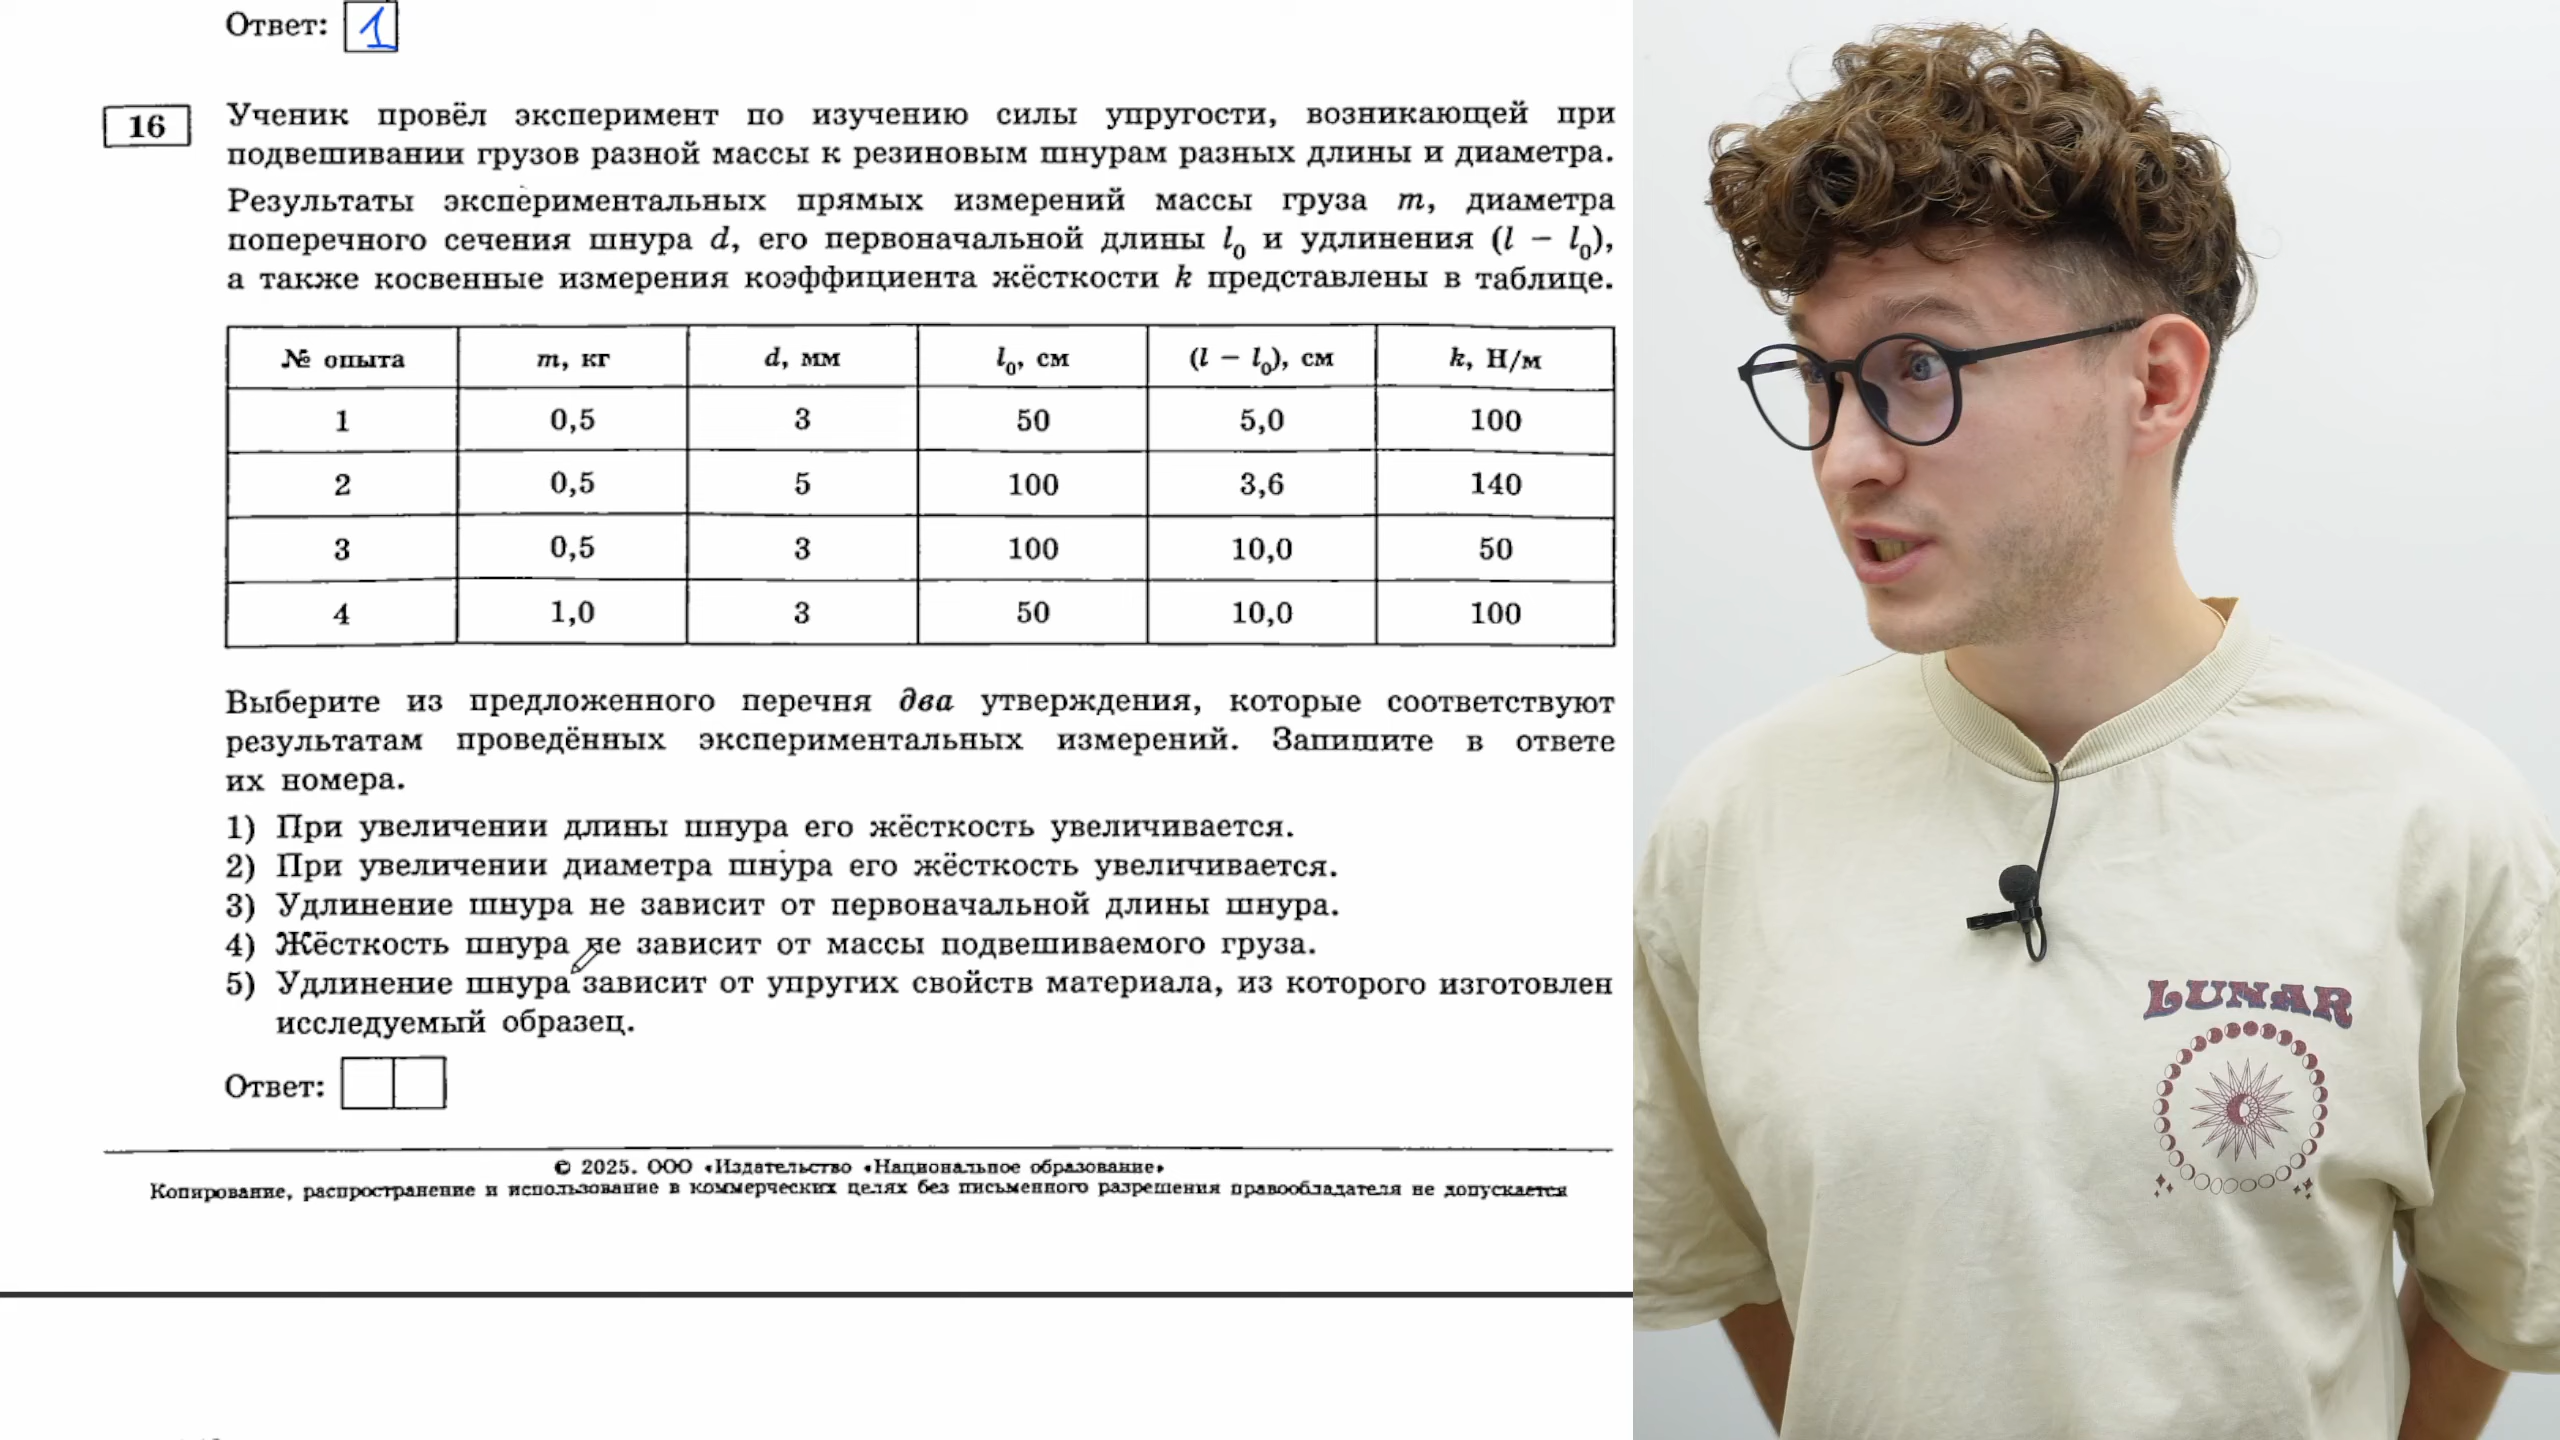 Ответ: 1
16
Ученик провёл эксперимент по изучению силы упругости, возникающей при
подвешивании грузов разной массы к резиновым шнурам разных длины и диаметра.
Результаты экспериментальных прямых измерений массы груза m, диаметра
поперечного сечения шнура d, его первоначальной длины l₀ и удлинения (l – l₀),
а также косвенные измерения коэффициента жёсткости k представлены в таблице.
№ опыта m, кг d, мм l₀, см (l – l₀), см k, Н/м
1 0,5 3 50 5,0 100
2 0,5 5 100 3,6 140
3 0,5 3 100 10,0 50
4 1,0 3 50 10,0 100
Выберите из предложенного перечня два утверждения, которые соответствуют
результатам проведённых экспериментальных измерений. Запишите в ответе
их номера.
1) При увеличении длины шнура его жёсткость увеличивается.
2) При увеличении диаметра шнура его жёсткость увеличивается.
3) Удлинение шнура не зависит от первоначальной длины шнура.
4) Жёсткость шнура не зависит от массы подвешиваемого груза.
5) Удлинение шнура зависит от упругих свойств материала, из которого изготовлен
исследуемый образец.
Ответ:
© 2025. ООО «Издательство «Национальное образование»
Копирование, распространение и использование в коммерческих целях без письменного разрешения правообладателя не допускается
LUNAR